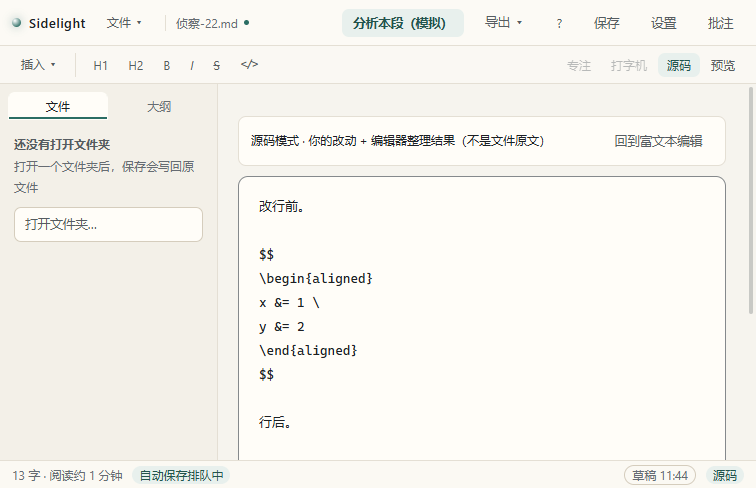 Sidelight 文件 侦察-22.md 分析本段（模拟） 导出 ? 保存 设置 批注
插入 H1 H2 B I S </> 专注 打字机 源码 预览
文件 大纲
还没有打开文件夹
打开一个文件夹后，保存会写回原
文件
打开文件夹…
源码模式 · 你的改动 + 编辑器整理结果（不是文件原文） 回到富文本编辑
改行前。
$$
\begin{aligned}
x &= 1 \
y &= 2
\end{aligned}
$$
行后。
13 字 · 阅读约 1 分钟 自动保存排队中 草稿 11:44 源码